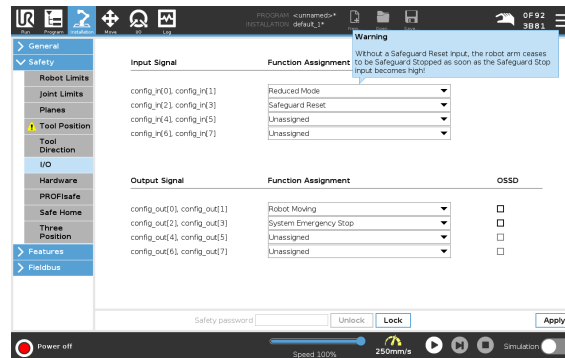 UR
PROGRAM <unnamed>*
INSTALLATION default_1*
0F92
3B81
Run
Program
Installation
Move
I/O
Log
Warning
Without a Safeguard Reset input, the robot arm ceases
to be Safeguard Stopped as soon as the Safeguard Stop
input becomes high!
General
Safety
Robot Limits
Joint Limits
Planes
Tool Position
Tool
Direction
I/O
Hardware
PROFIsafe
Safe Home
Three
Position
Features
Fieldbus
Input Signal Function Assignment
config_in[0], config_in[1] Reduced Mode
config_in[2], config_in[3] Safeguard Reset
config_in[4], config_in[5] Unassigned
config_in[6], config_in[7] Unassigned
Output Signal Function Assignment OSSD
config_out[0], config_out[1] Robot Moving
config_out[2], config_out[3] System Emergency Stop
config_out[4], config_out[5] Unassigned
config_out[6], config_out[7] Unassigned
Safety password Unlock Lock Apply
Power off
Speed 100%
250mm/s
Simulation